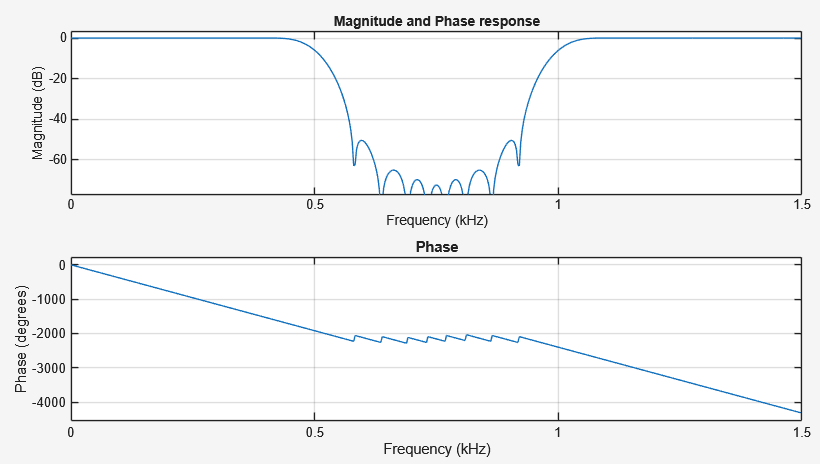 Magnitude and Phase response
Magnitude (dB)
0
-20
-40
-60
0 0.5 1 1.5
Frequency (kHz)
Phase
Phase (degrees)
0
-1000
-2000
-3000
-4000
0 0.5 1 1.5
Frequency (kHz)